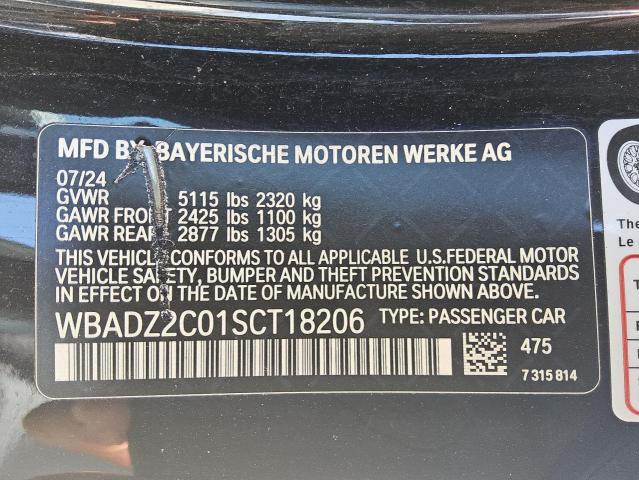 MFD BY BAYERISCHE MOTOREN WERKE AG
07/24
GVWR 5115 lbs 2320 kg
GAWR FRONT 2425 lbs 1100 kg
GAWR REAR 2877 lbs 1305 kg
THIS VEHICLE CONFORMS TO ALL APPLICABLE U.S.FEDERAL MOTOR
VEHICLE SAFETY, BUMPER AND THEFT PREVENTION STANDARDS
IN EFFECT ON THE DATE OF MANUFACTURE SHOWN ABOVE.
WBADZ2C01SCT18206 TYPE: PASSENGER CAR
475
7 315 814
The
Le